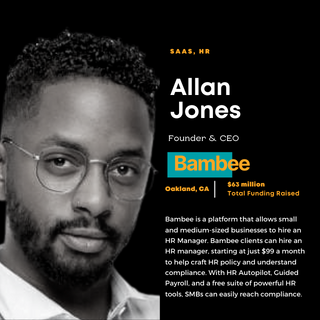 SAAS, HR
Allan
Jones
Founder & CEO
Bambee
Oakland, CA
$63 million
Total Funding Raised
Bambee is a platform that allows small
and medium-sized businesses to hire an
HR Manager. Bambee clients can hire an
HR manager, starting at just $99 a month
to help craft HR policy and understand
compliance. With HR Autopilot, Guided
Payroll, and a free suite of powerful HR
tools, SMBs can easily reach compliance.